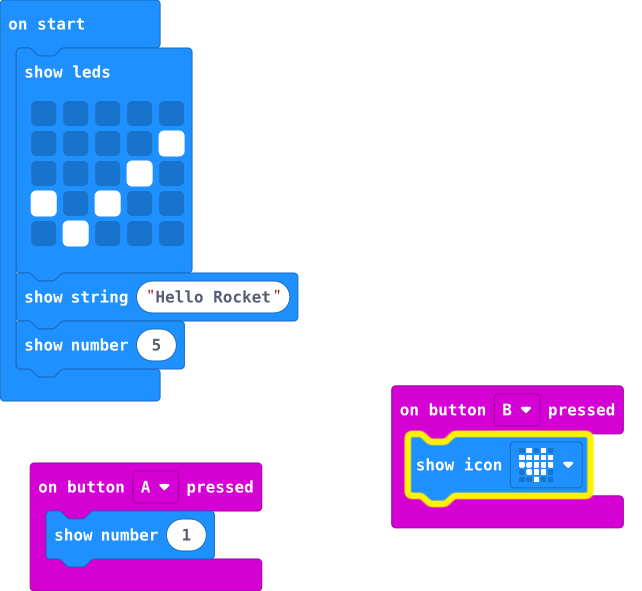 on start
show leds
show string "Hello Rocket"
show number 5
on button B pressed
show icon
on button A pressed
show number 1